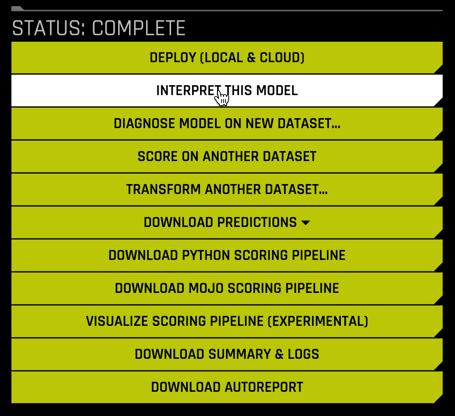 STATUS: COMPLETE
DEPLOY (LOCAL & CLOUD)
INTERPRET THIS MODEL
DIAGNOSE MODEL ON NEW DATASET...
SCORE ON ANOTHER DATASET
TRANSFORM ANOTHER DATASET...
DOWNLOAD PREDICTIONS
DOWNLOAD PYTHON SCORING PIPELINE
DOWNLOAD MOJO SCORING PIPELINE
VISUALIZE SCORING PIPELINE (EXPERIMENTAL)
DOWNLOAD SUMMARY & LOGS
DOWNLOAD AUTOREPORT